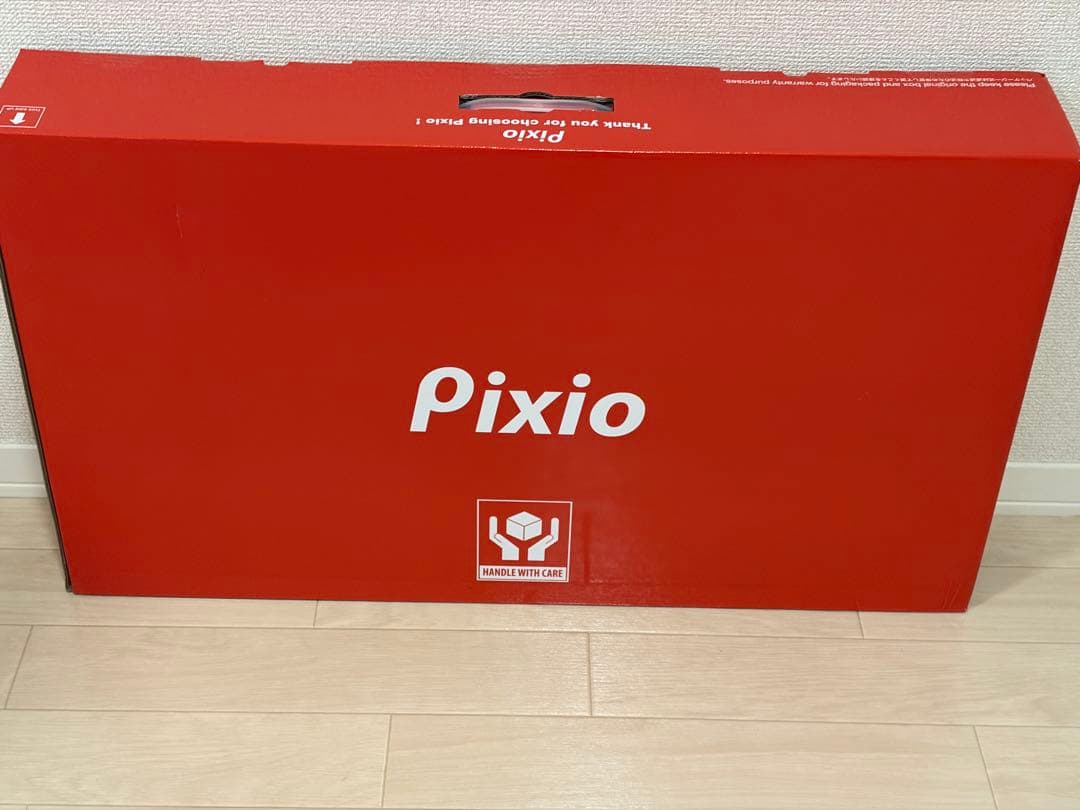 Please keep the original box and packaging for warranty purposes.
Thank you for choosing Pixio !
Pixio
Pixio
HANDLE WITH CARE